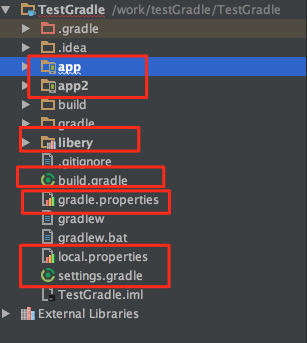 TestGradle /work/testGradle/TestGradle
.gradle
.idea
app
app2
build
gradle
libery
.gitignore
build.gradle
gradle.properties
gradlew
gradlew.bat
local.properties
settings.gradle
TestGradle.iml
External Libraries